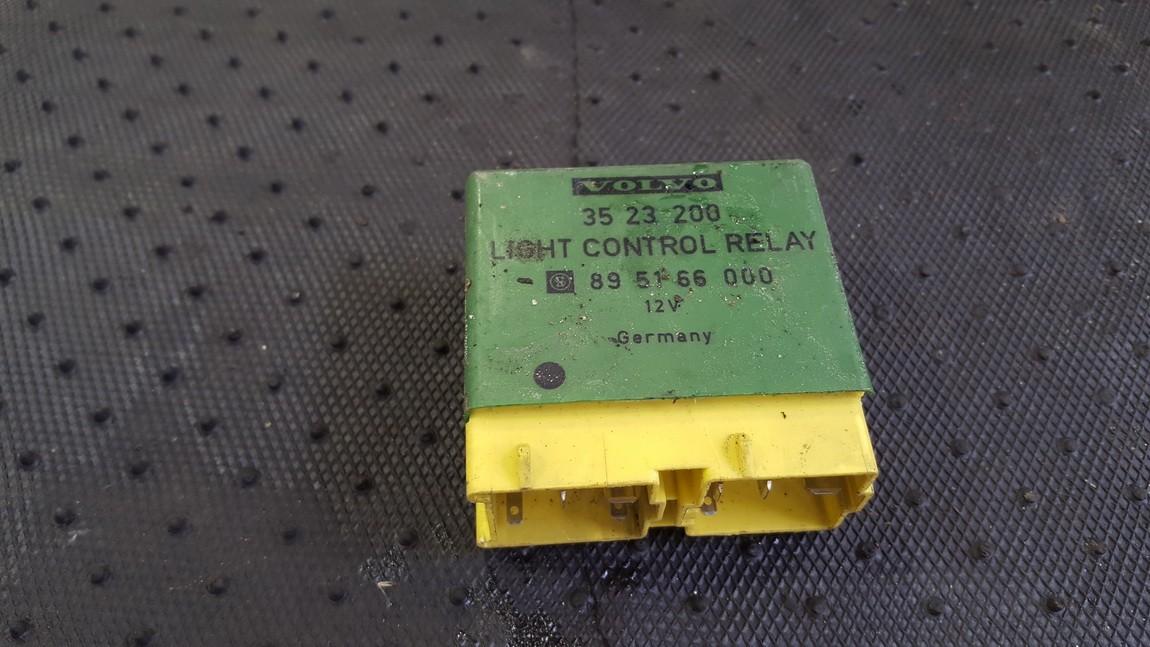 VOLVO
35 23 200
LIGHT CONTROL RELAY
89 51 66 000
12V
Germany